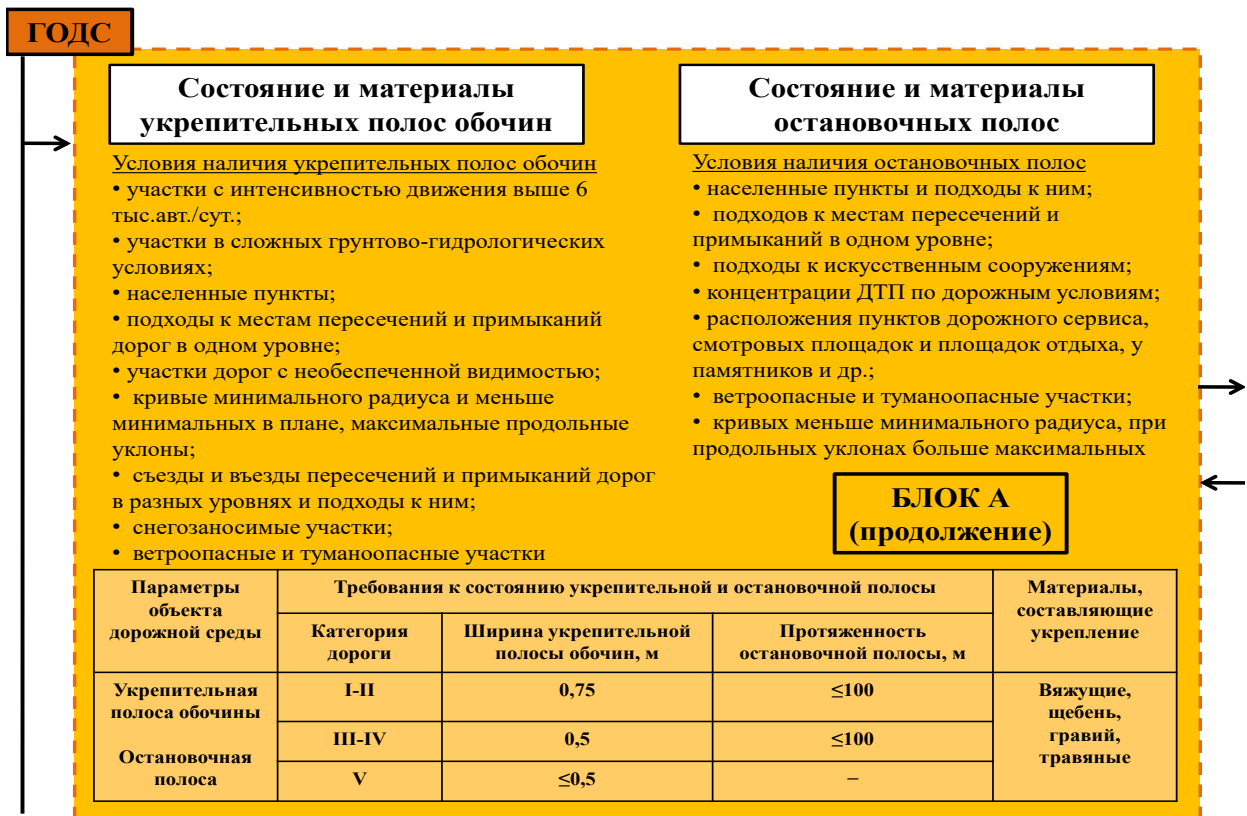 ГОДС
Состояние и материалы
укрепительных полос обочин
Условия наличия укрепительных полос обочин
• участки с интенсивностью движения выше 6
тыс.авт./сут.;
• участки в сложных грунтово-гидрологических
условиях;
• населенные пункты;
• подходы к местам пересечений и примыканий
дорог в одном уровне;
• участки дорог с необеспеченной видимостью;
• кривые минимального радиуса и меньше
минимальных в плане, максимальные продольные
уклоны;
• съезды и въезды пересечений и примыканий дорог
в разных уровнях и подходы к ним;
• снегозаносимые участки;
• ветроопасные и туманоопасные участки
Состояние и материалы
остановочных полос
Условия наличия остановочных полос
• населенные пункты и подходы к ним;
• подходов к местам пересечений и
примыканий в одном уровне;
• подходы к искусственным сооружениям;
• концентрации ДТП по дорожным условиям;
• расположения пунктов дорожного сервиса,
смотровых площадок и площадок отдыха, у
памятников и др.;
• ветроопасные и туманоопасные участки;
• кривых меньше минимального радиуса, при
продольных уклонах больше максимальных
БЛОК А
(продолжение)
Параметры
объекта
дорожной среды
Требования к состоянию укрепительной и остановочной полосы
Материалы,
составляющие
укрепление
Категория
дороги
Ширина укрепительной
полосы обочин, м
Протяженность
остановочной полосы, м
Укрепительная
полоса обочины
Остановочная
полоса
I-II
0,75
≤100
III-IV
0,5
≤100
V
≤0,5
–
Вяжущие,
щебень,
гравий,
травяные